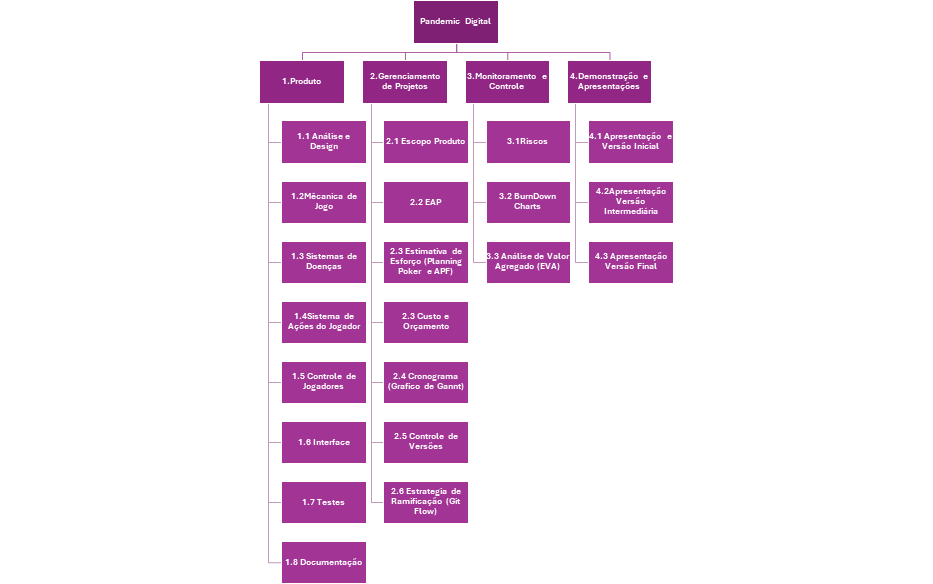 Pandemic Digital
1.Produto
2.Gerenciamento
de Projetos
3.Monitoramento e
Controle
4.Demonstração e
Apresentações
1.1 Análise e
Design
1.2Mêcanica de
Jogo
1.3 Sistemas de
Doenças
1.4Sistema de
Ações do Jogador
1.5 Controle de
Jogadores
1.6 Interface
1.7 Testes
1.8 Documentação
2.1 Escopo Produto
2.2 EAP
2.3 Estimativa de
Esforço (Planning
Poker e APF)
2.3 Custo e
Orçamento
2.4 Cronograma
(Grafico de Gannt)
2.5 Controle de
Versões
2.6 Estrategia de
Ramificação (Git
Flow)
3.1Riscos
3.2 BurnDown
Charts
3.3 Análise de Valor
Agregado (EVA)
4.1 Apresentação e
Versão Inicial
4.2Apresentação
Versão
Intermediária
4.3 Apresentação
Versão Final